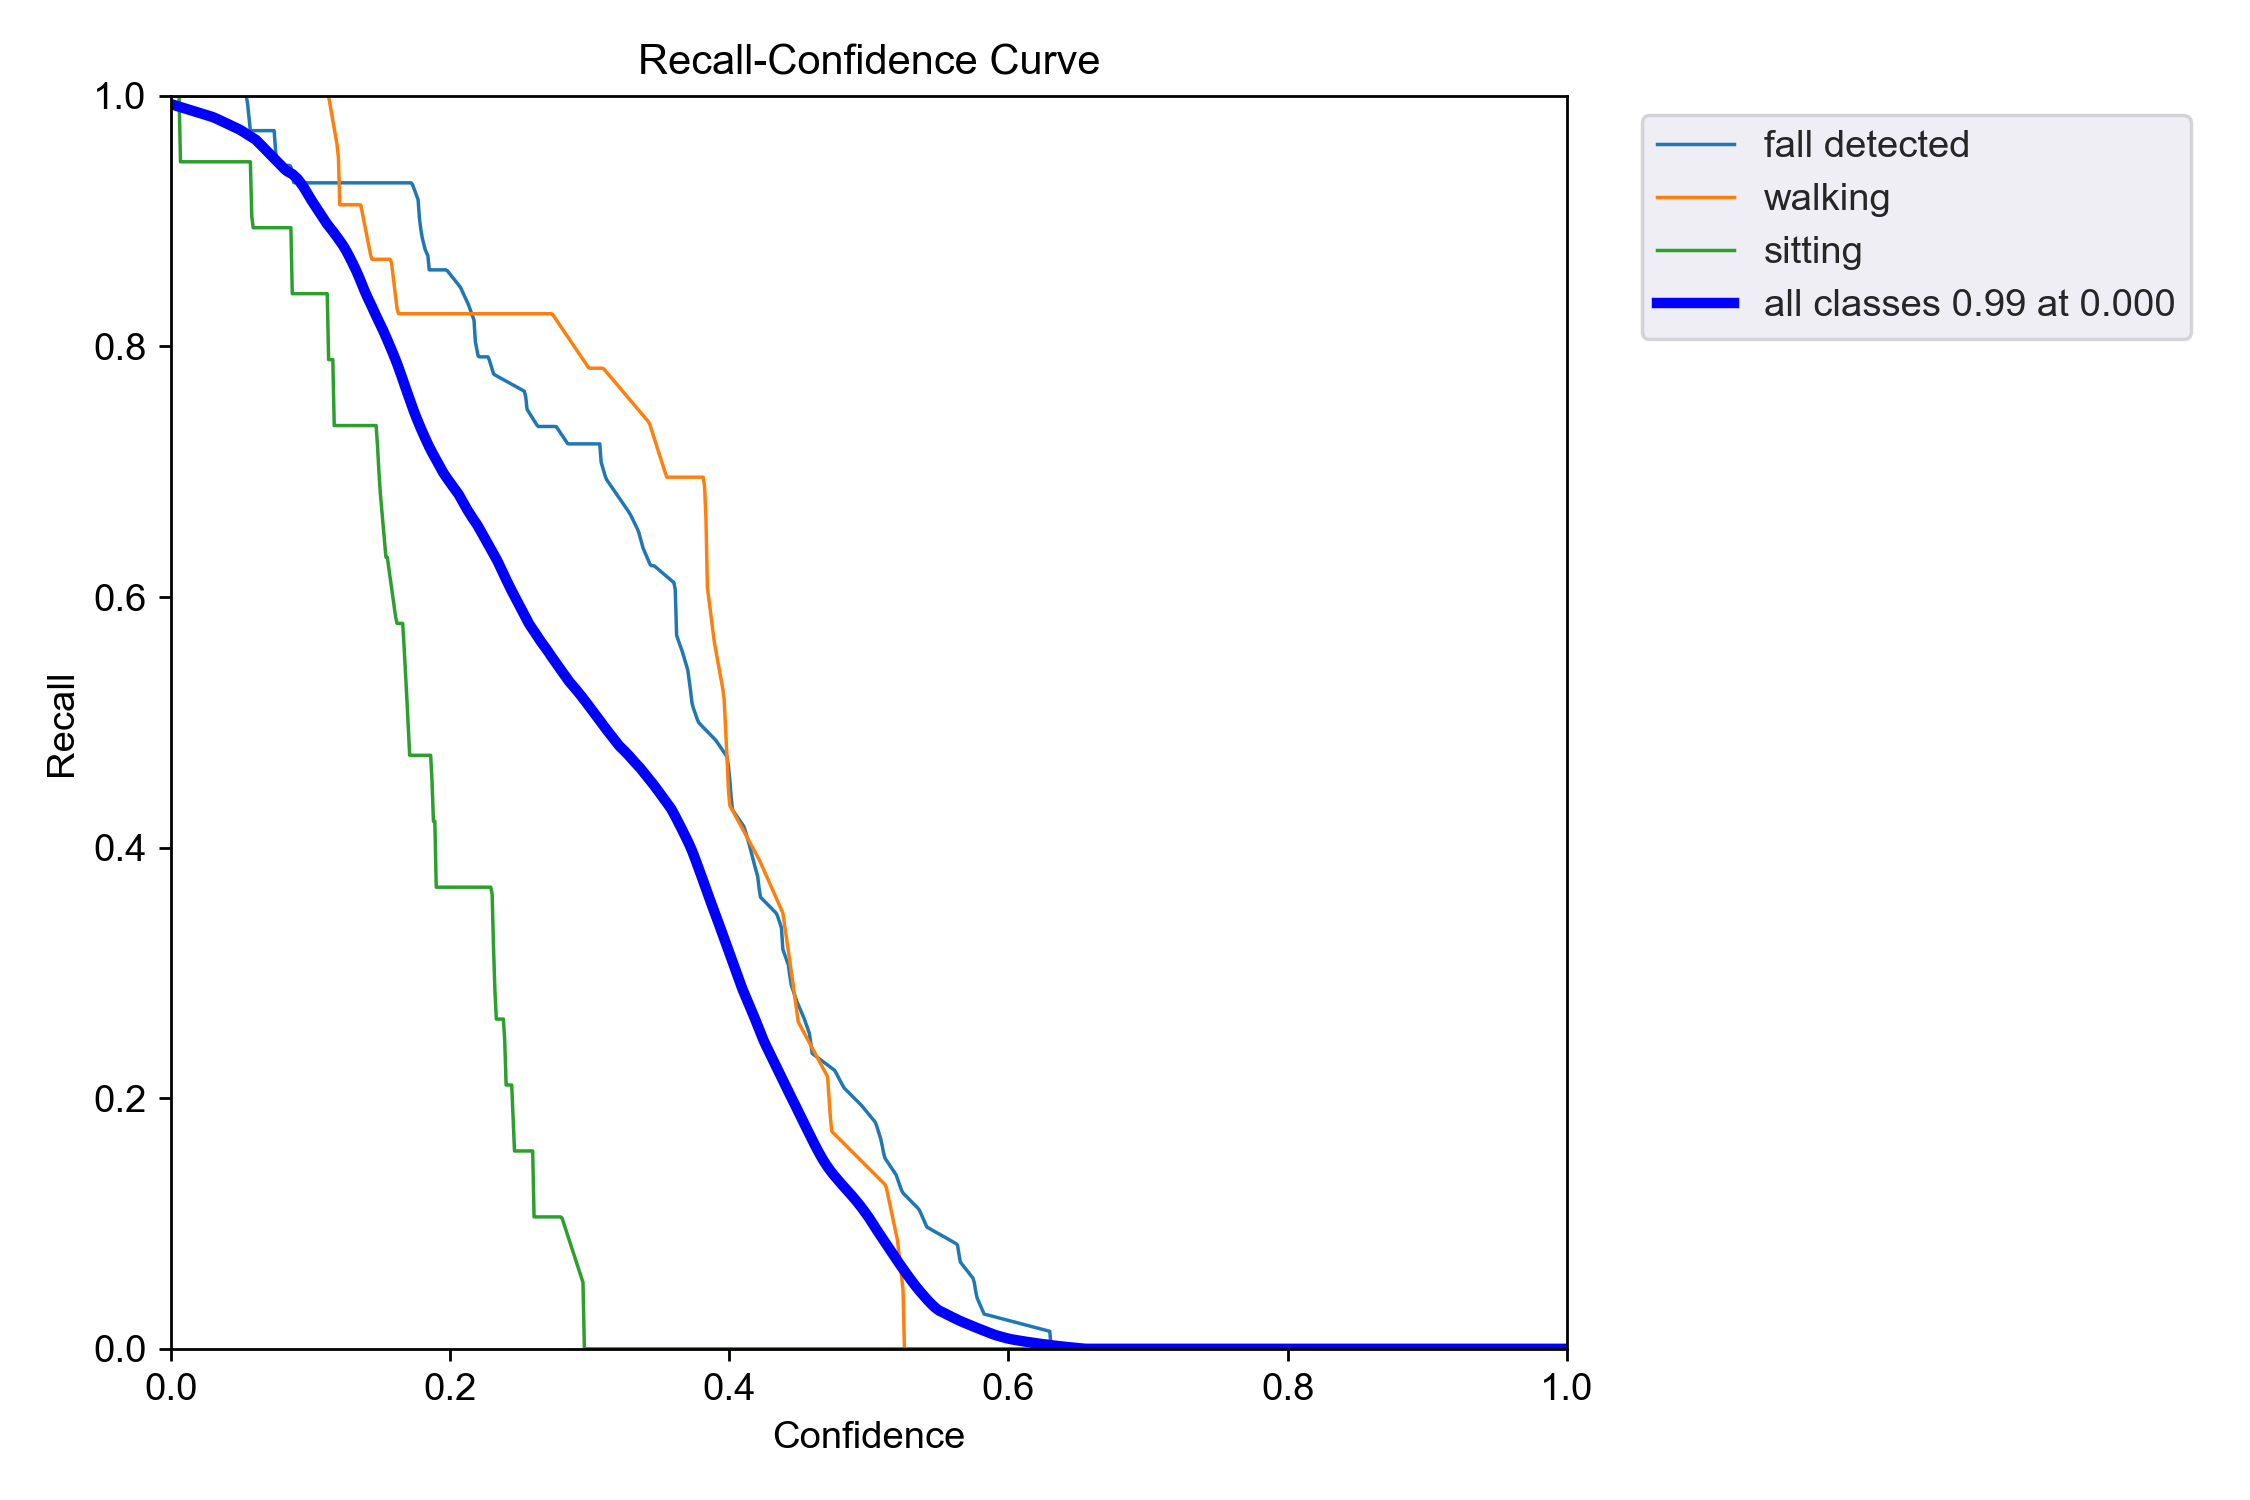 Recall-Confidence Curve
1.0
0.8
0.6
0.4
0.2
0.0
Recall
0.0 0.2 0.4 0.6 0.8 1.0
Confidence
fall detected
walking
sitting
all classes 0.99 at 0.000